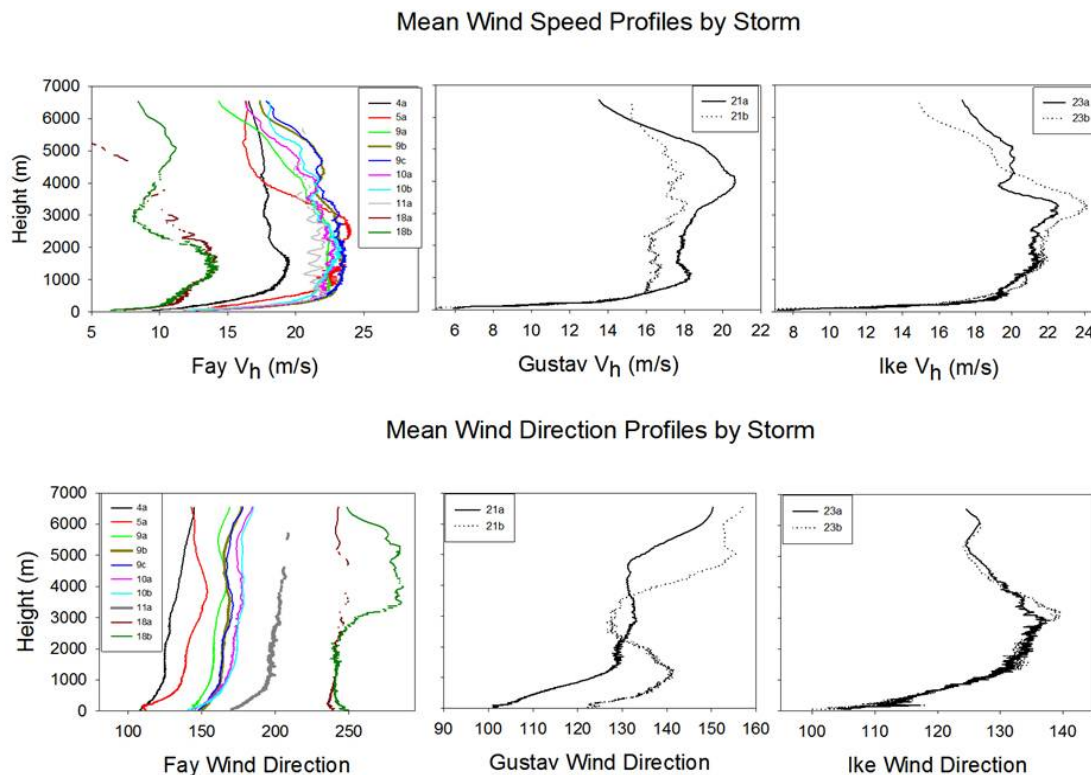 Mean Wind Speed Profiles by Storm
7000
6000
5000
4000
3000
2000
1000
0
Height (m)
4a
5a
9a
9b
9c
10a
10b
11a
18a
18b
5 10 15 20 25
Fay Vh (m/s)
21a
21b
6 8 10 12 14 16 18 20 22
Gustav Vh (m/s)
23a
23b
8 10 12 14 16 18 20 22 24
Ike Vh (m/s)
Mean Wind Direction Profiles by Storm
7000
6000
5000
4000
3000
2000
1000
0
Height (m)
4a
5a
9a
9b
9c
10a
10b
11a
18a
18b
100 150 200 250
Fay Wind Direction
21a
21b
90 100 110 120 130 140 150 160
Gustav Wind Direction
23a
23b
100 110 120 130 140
Ike Wind Direction